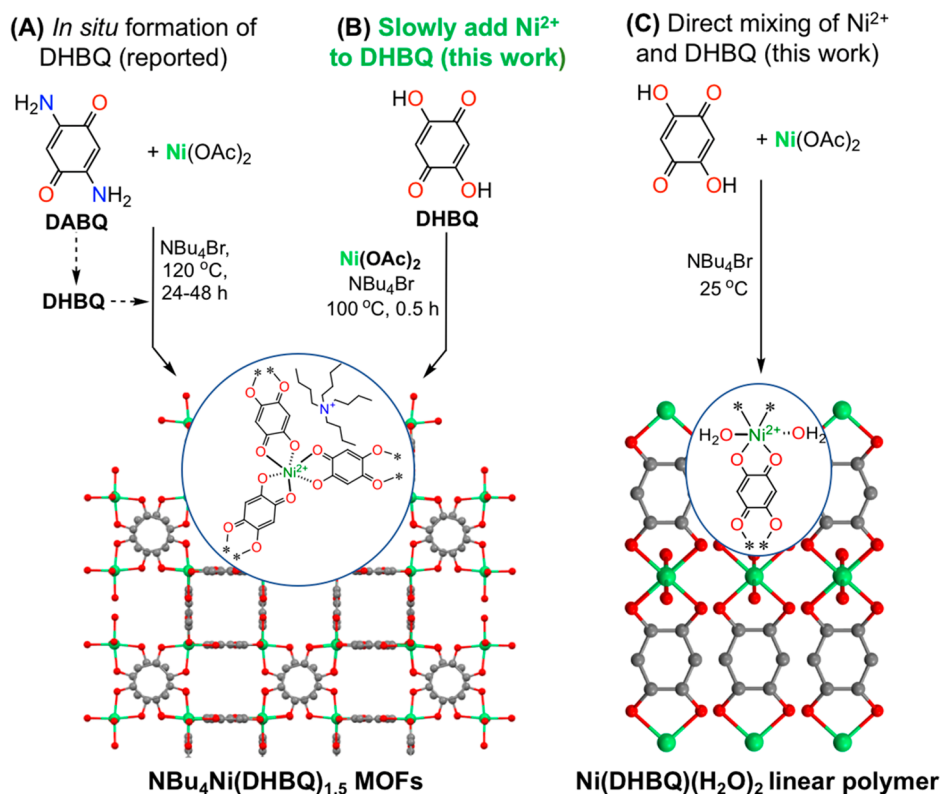 (A) In situ formation of
DHBQ (reported)
H₂N
O
O
NH₂
DABQ
+ Ni(OAc)₂
NBu₄Br,
120 °C,
24-48 h
DHBQ
(B) Slowly add Ni²⁺
to DHBQ (this work)
HO
O
O
OH
DHBQ
Ni(OAc)₂
NBu₄Br
100 °C, 0.5 h
(C) Direct mixing of Ni²⁺
and DHBQ (this work)
HO
O
O
OH
+ Ni(OAc)₂
NBu₄Br
25 °C
* *
O O
O O
N⁺
Ni²⁺
O O *
O O *
O O
O O
* *
* *
H₂O Ni²⁺ OH₂
O O
O O
* *
NBu₄Ni(DHBQ)₁.₅ MOFs
Ni(DHBQ)(H₂O)₂ linear polymer